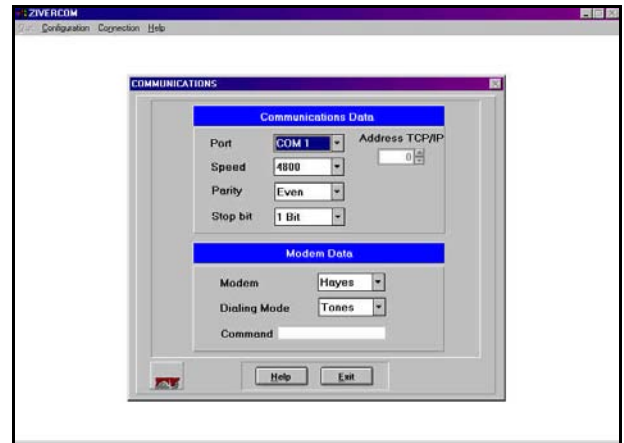 ZIVERCOM
Configuration Connection Help
COMMUNICATIONS
Communications Data
Port COM 1 Address TCP/IP
Speed 4800 0
Parity Even
Stop bit 1 Bit
Modem Data
Modem Hayes
Dialing Mode Tones
Command
Help Exit